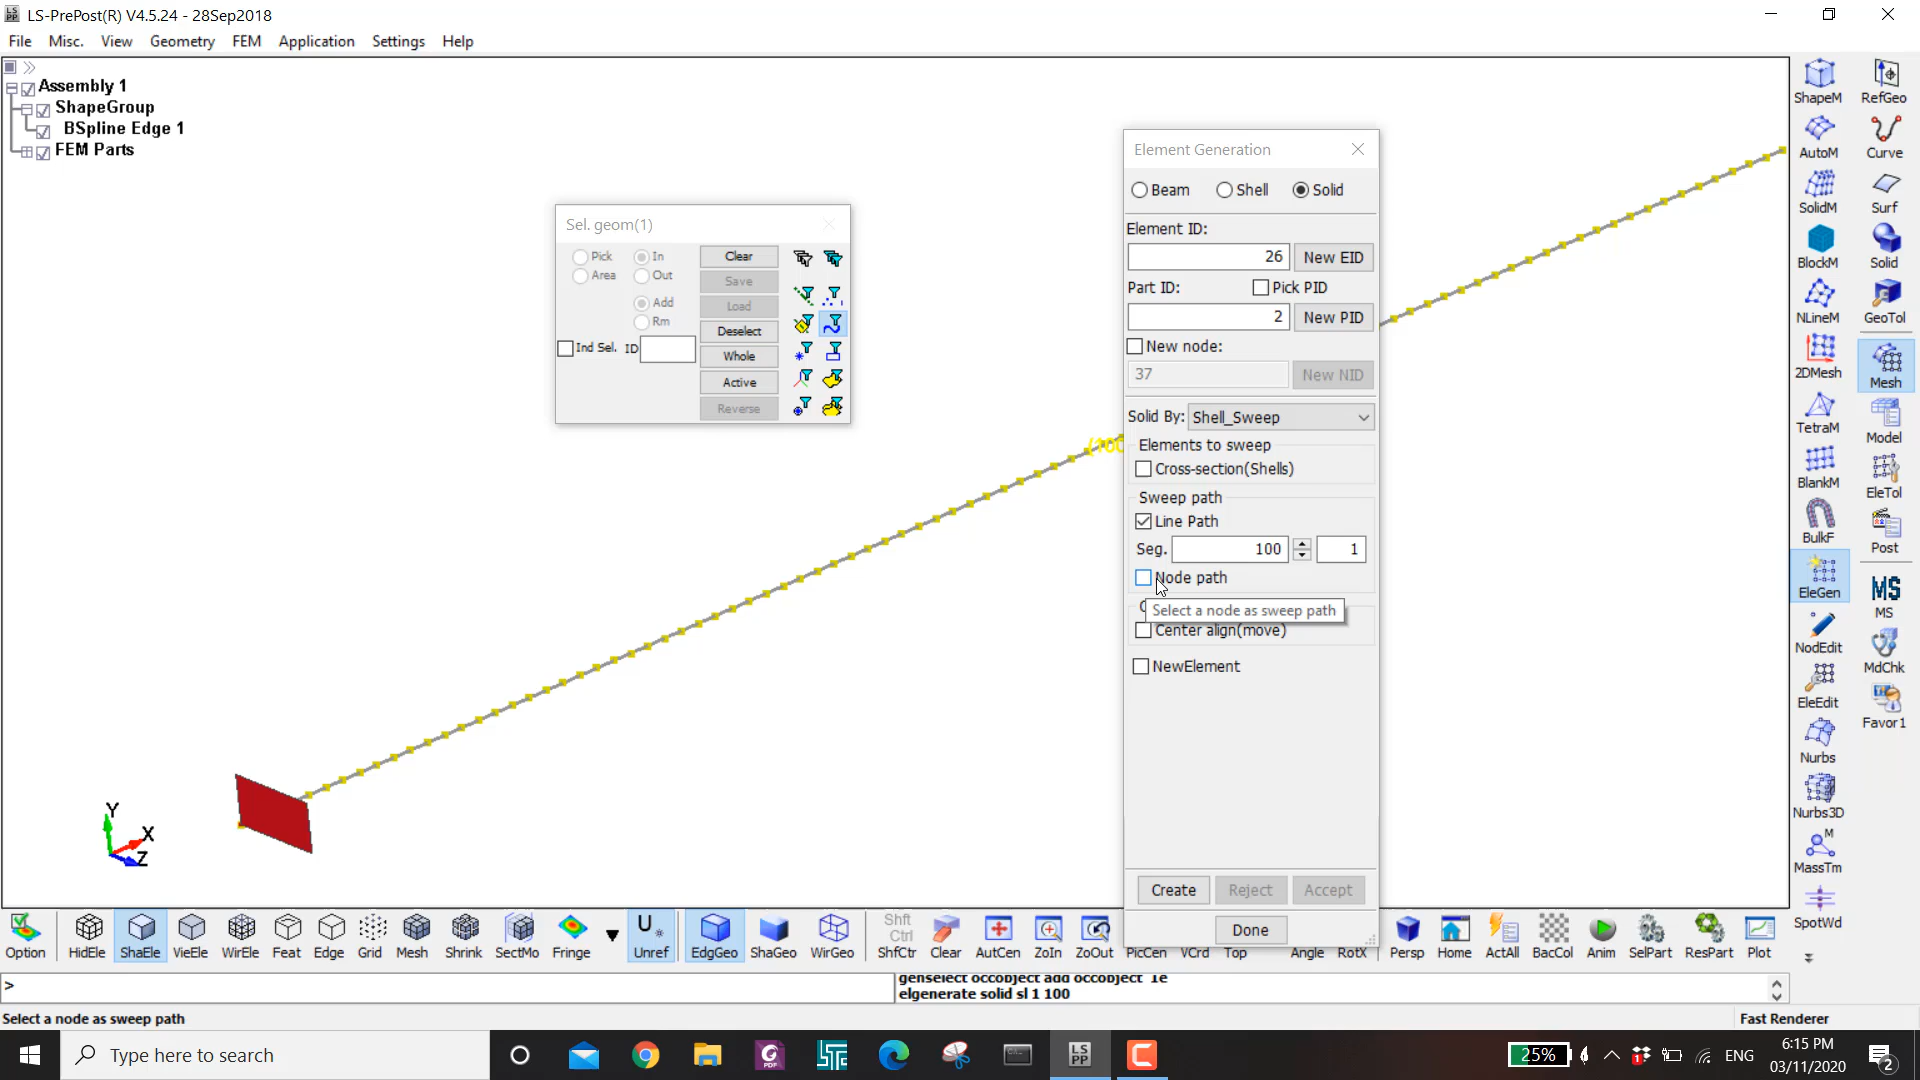 LS-PrePost(R) V4.5.24 - 28Sep2018
File Misc. View Geometry FEM Application Settings Help
Assembly 1
ShapeGroup
BSpline Edge 1
FEM Parts
Sel. geom(1)
Pick In Clear
Area Out Save
Add Load
Rm Deselect
Ind Sel. ID Whole
Active
Reverse
Element Generation
Beam Shell Solid
Element ID:
26 New EID
Part ID: Pick PID
2 New PID
New node:
37 New NID
Solid By: Shell_Sweep
Elements to sweep
Cross-section(Shells)
Sweep path
Line Path
Seg. 100 1
Node path
Select a node as sweep path
Center align(move)
NewElement
Create Reject Accept
Done
ShapeM RefGeo
AutoM Curve
SolidM Surf
BlockM Solid
NLineM GeoTol
2DMesh Mesh
TetraM Model
BlankM EleTol
BulkF Post
EleGen MS
MS
NodEdit MdChk
EleEdit Favor1
Nurbs
Nurbs3D
MassTm
SpotWd
Y
X
Z
Option HidEle ShaEle VieEle WirEle Feat Edge Grid Mesh Shrink SectMo Fringe Unref EdgGeo ShaGeo WirGeo Shft Ctrl ShfCtr Clear AutCen ZoIn ZoOut PicCen VCrd Top Angle RotX Persp Home ActAll BacCol Anim SelPart ResPart Plot
>
genselect occobject add occobject 1e
elgenerate solid sl 1 100
Select a node as sweep path
Fast Renderer
Type here to search
25% ENG
6:15 PM
03/11/2020
2